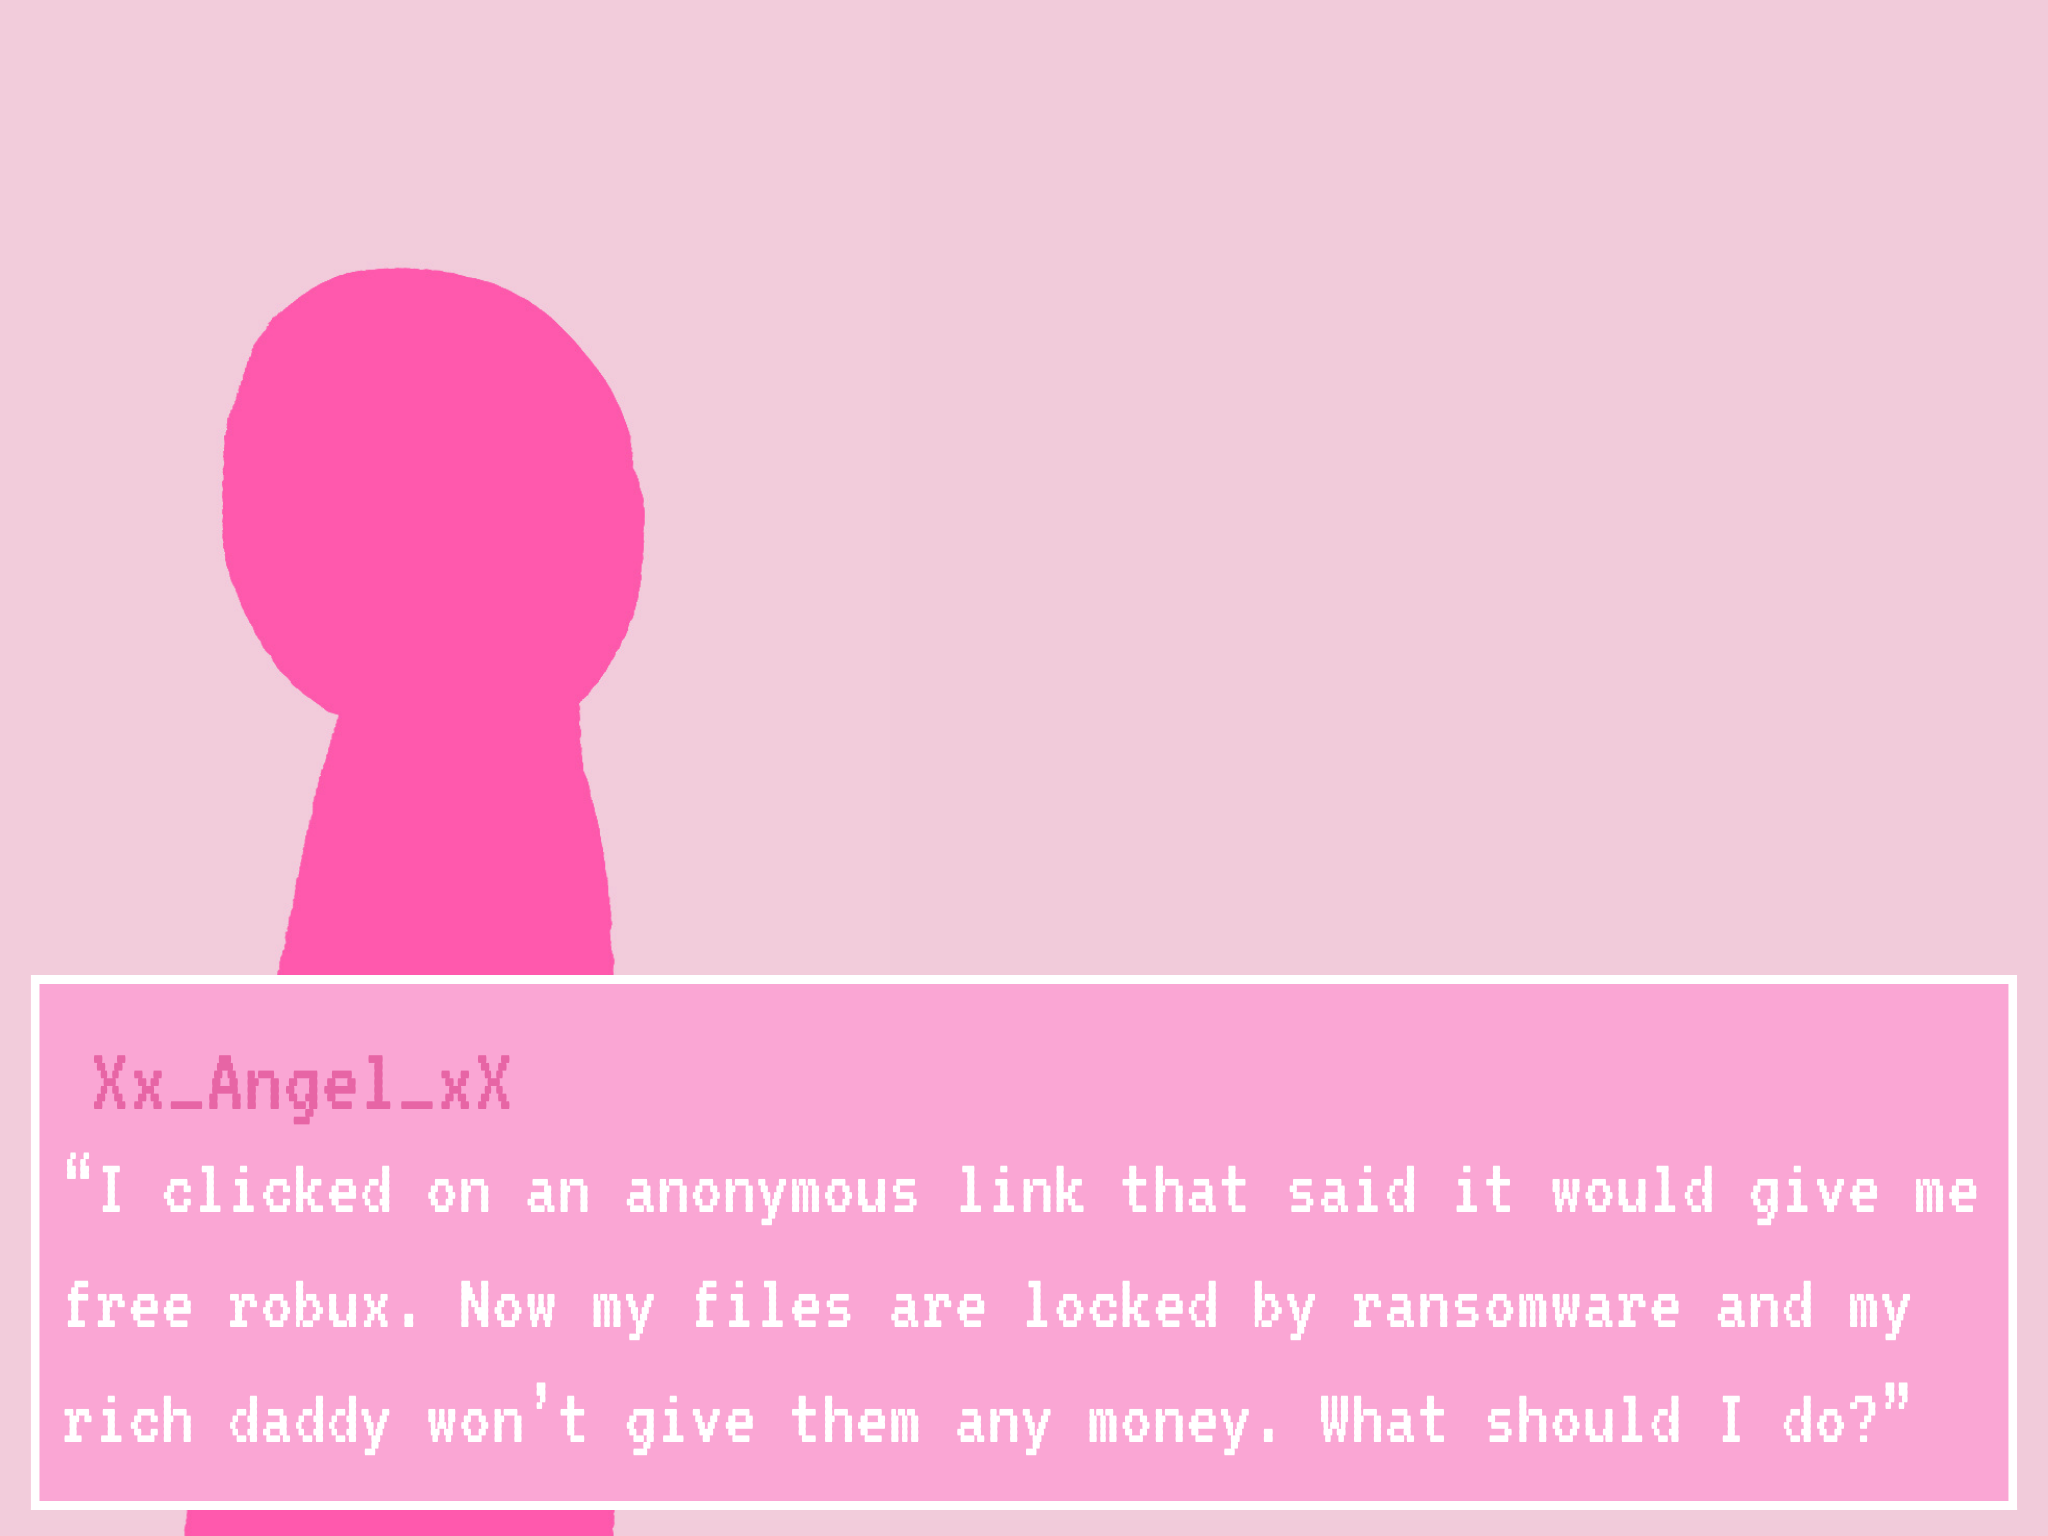 Xx_Angel_xX
“I clicked on an anonymous link that said it would give me
free robux. Now my files are locked by ransomware and my
rich daddy won’t give them any money. What should I do?”